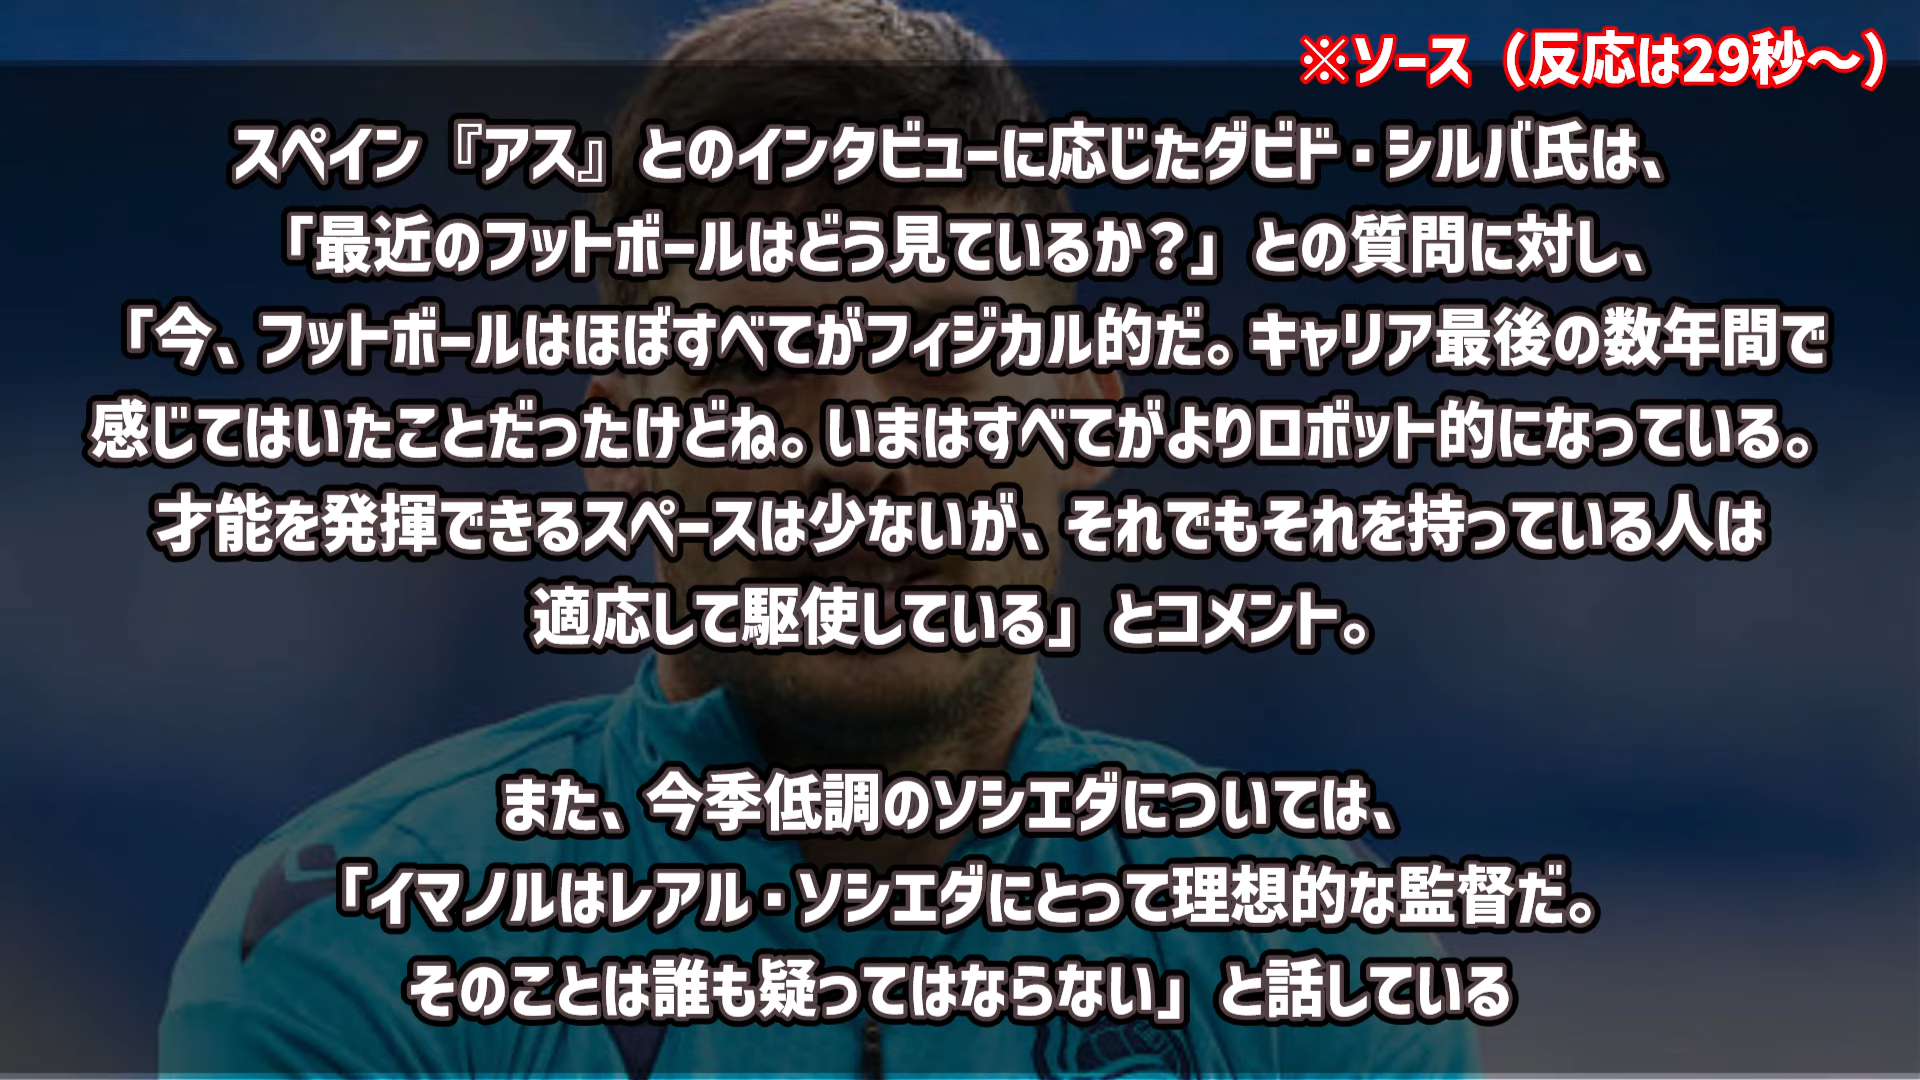 ※ソース（反応は29秒～）
スペイン『アス』とのインタビューに応じたダビド・シルバ氏は、
「最近のフットボールはどう見ているか？」との質問に対し、
「今、フットボールはほぼすべてがフィジカル的だ。キャリア最後の数年間で
感じてはいたことだったけどね。いまはすべてがよりロボット的になっている。
才能を発揮できるスペースは少ないが、それでもそれを持っている人は
適応して駆使している」とコメント。
また、今季低調のソシエダについては、
「イマノルはレアル・ソシエダにとって理想的な監督だ。
そのことは誰も疑ってはならない」と話している